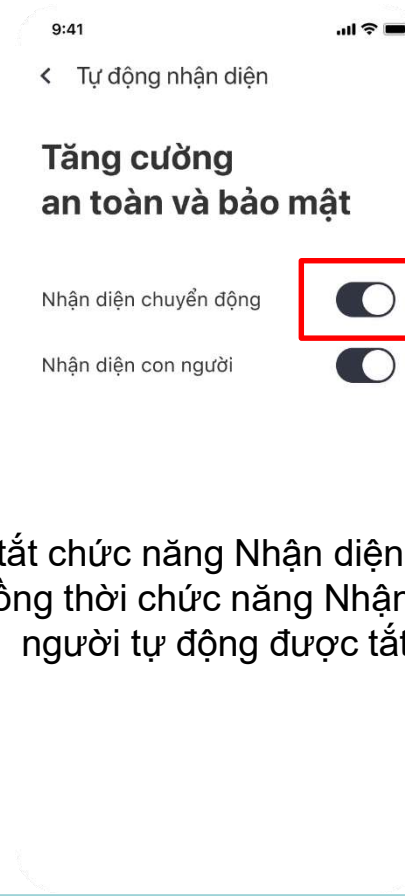 9:41
Tự động nhận diện
Tăng cường
an toàn và bảo mật
Nhận diện chuyển động
Nhận diện con người
tắt chức năng Nhận diện
ồng thời chức năng Nhận
người tự động được tắt